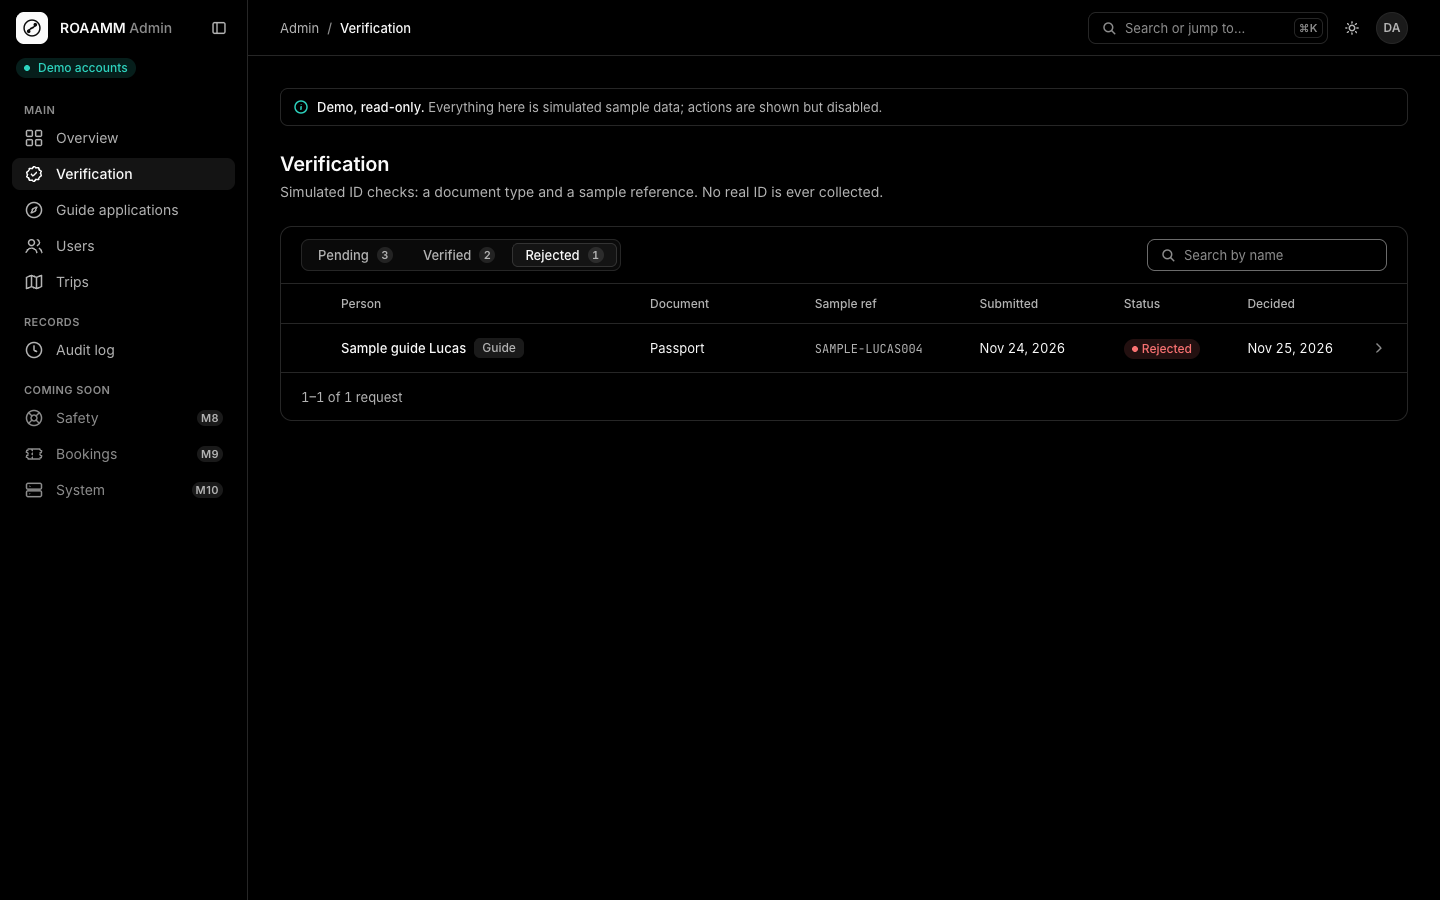 ROAAMM Admin
Demo accounts
MAIN
Overview
Verification
Guide applications
Users
Trips
RECORDS
Audit log
COMING SOON
Safety M8
Bookings M9
System M10
Admin / Verification
Search or jump to... ⌘K
DA
Demo, read-only. Everything here is simulated sample data; actions are shown but disabled.
Verification
Simulated ID checks: a document type and a sample reference. No real ID is ever collected.
Pending 3 Verified 2 Rejected 1
Search by name
Person Document Sample ref Submitted Status Decided
Sample guide Lucas Guide Passport SAMPLE-LUCAS004 Nov 24, 2026 Rejected Nov 25, 2026
1–1 of 1 request